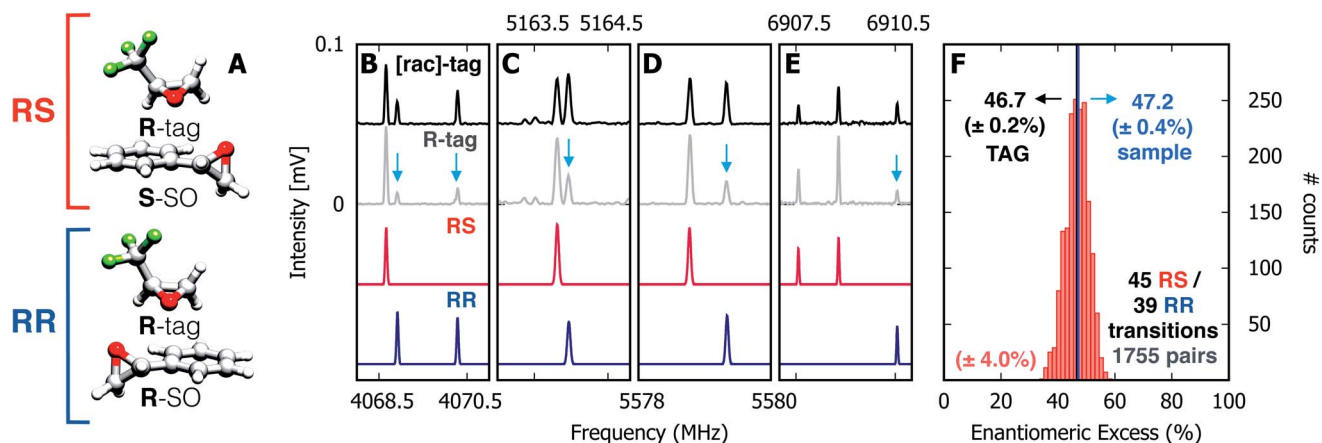 RS
A
R-tag
S-SO
RR
R-tag
R-SO
5163.5 5164.5 6907.5 6910.5
0.1
B [rac]-tag C D E F
R-tag
0
RS
RR
Intensity [mV]
4068.5 4070.5 5578 5580
Frequency (MHz)
46.7
(± 0.2%)
TAG
47.2
(± 0.4%)
sample
45 RS /
39 RR
transitions
1755 pairs
(± 4.0%)
250
200
150
100
50
# counts
0 20 40 60 80 100
Enantiomeric Excess (%)